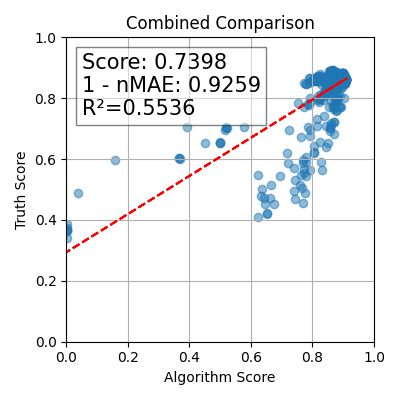 Combined Comparison
Score: 0.7398
1 - nMAE: 0.9259
R²=0.5536
Truth Score
1.0
0.8
0.6
0.4
0.2
0.0
0.0 0.2 0.4 0.6 0.8 1.0
Algorithm Score